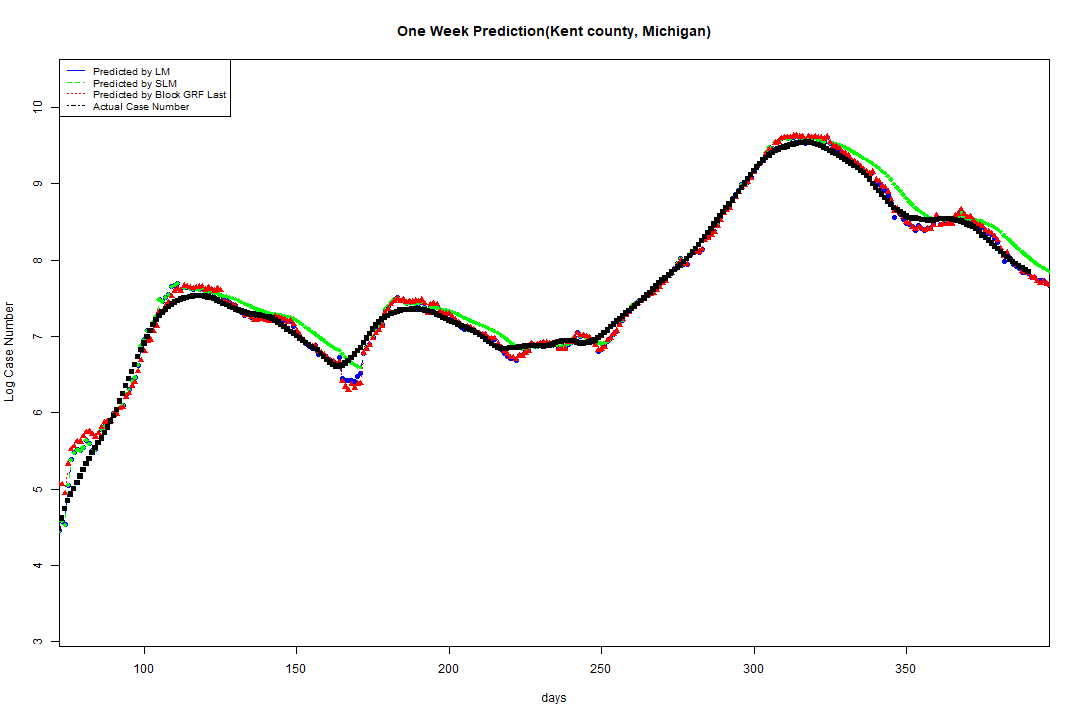 One Week Prediction(Kent county, Michigan)
Predicted by LM
Predicted by SLM
Predicted by Block GRF Last
Actual Case Number
10
9
8
7
6
5
4
3
Log Case Number
100 150 200 250 300 350
days